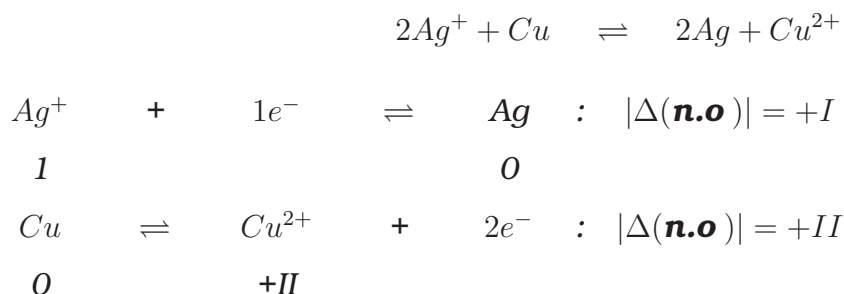 2Ag⁺ + Cu ⇌ 2Ag + Cu²⁺
Ag⁺ + 1e⁻ ⇌ Ag : |Δ(n.o)| = +I
1 0
Cu ⇌ Cu²⁺ + 2e⁻ : |Δ(n.o)| = +II
0 +II